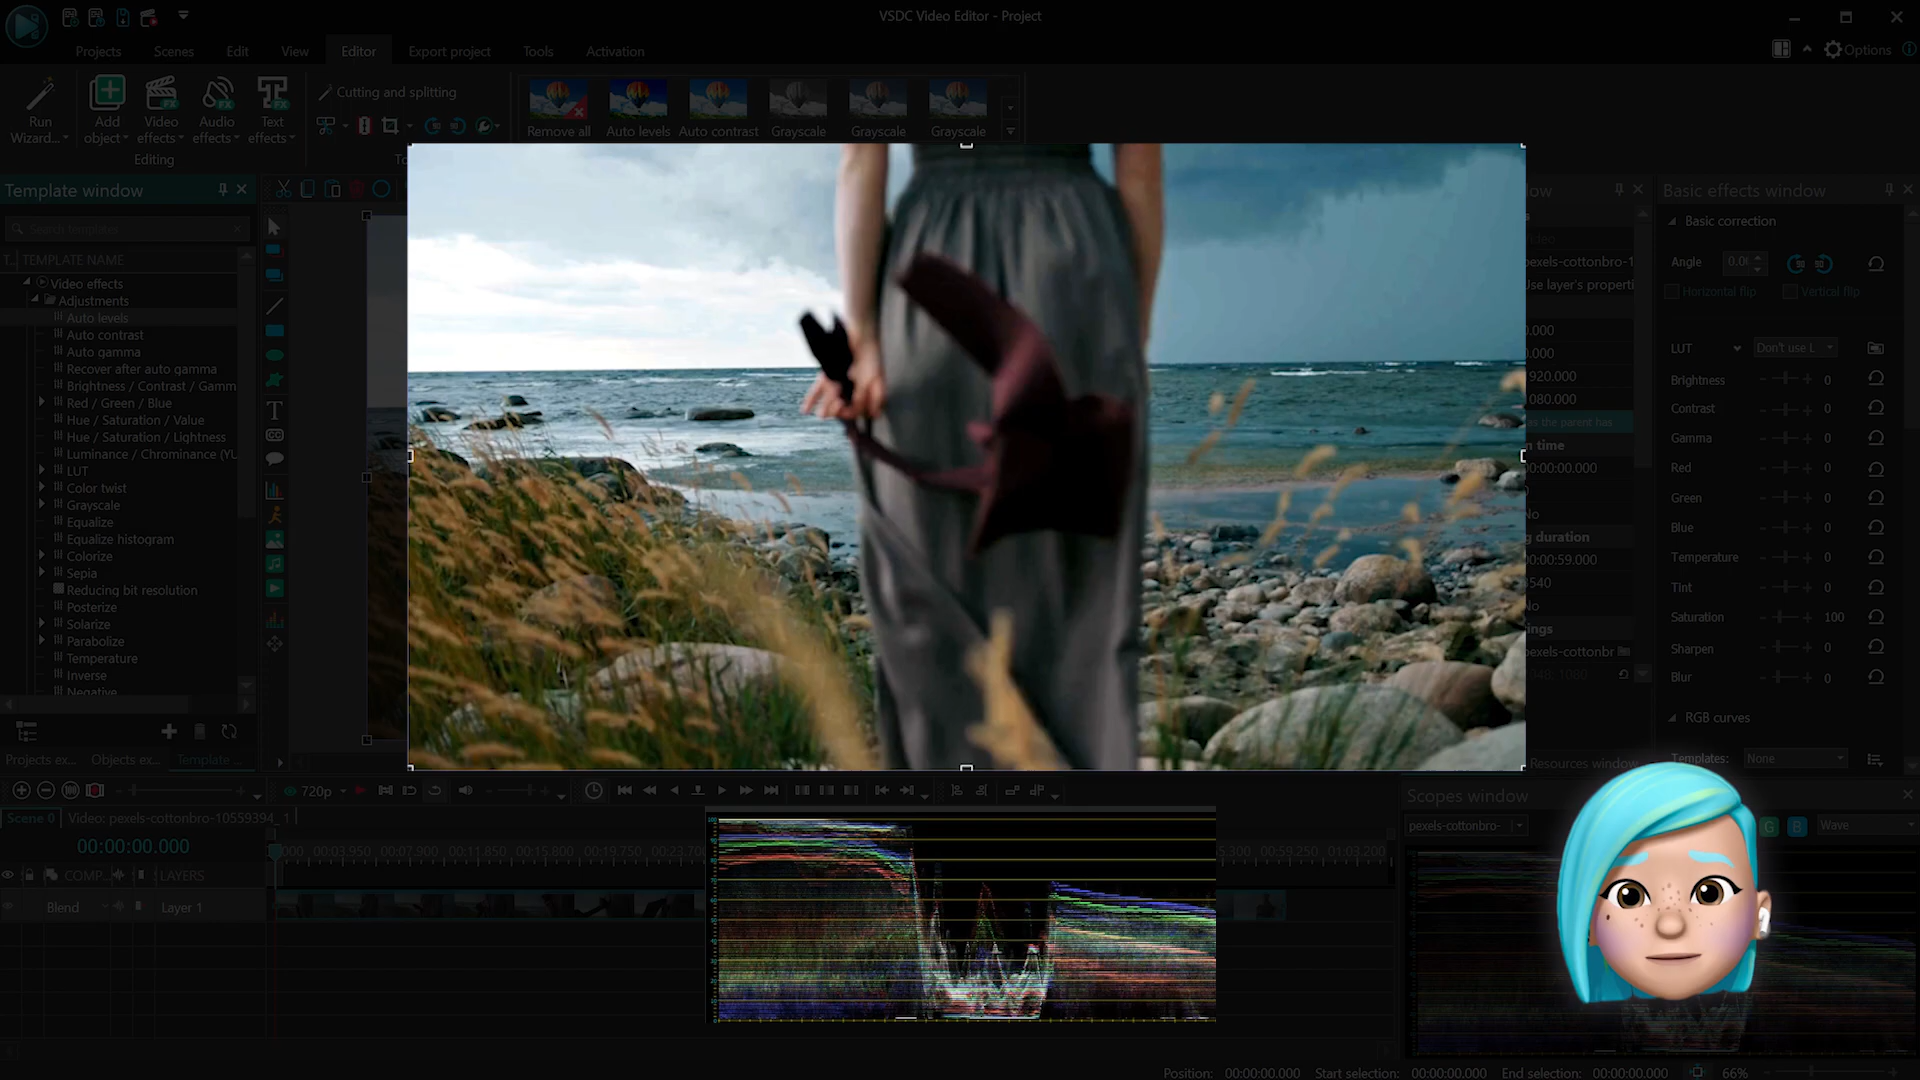 VSDC Video Editor - Project
Projects
Scenes
Edit
View
Editor
Export project
Tools
Activation
Options
Run
Wizard...
Add
object
Video
effects
Audio
effects
Text
effects
Editing
Cutting and splitting
Remove all
Auto levels
Auto contrast
Grayscale
Grayscale
Grayscale
Template window
Search templates
T...
TEMPLATE NAME
Video effects
Adjustments
Auto levels
Auto contrast
Auto gamma
Recover after auto gamma
Brightness / Contrast / Gamm
Red / Green / Blue
Hue / Saturation / Value
Hue / Saturation / Lightness
Luminance / Chrominance (YU
LUT
Color twist
Grayscale
Equalize
Equalize histogram
Colorize
Sepia
Reducing bit resolution
Posterize
Solarize
Parabolize
Temperature
Inverse
Negative
Projects ex...
Objects ex...
Template ...
pexels-cottonbro-1
Use layer's properti
0.000
0.000
920.000
080.000
as the parent has
n time
00:00:00.000
No
g duration
00:00:59.000
1540
No
ings
pexels-cottonbr
Resources window
Basic effects window
Basic correction
Angle
0.0
Horizontal flip
Vertical flip
LUT
Don't use L
Brightness
0
Contrast
0
Gamma
0
Red
0
Green
0
Blue
0
Temperature
0
Tint
0
Saturation
100
Sharpen
0
Blur
0
RGB curves
Templates:
None
720p
Scene 0
Video: pexels-cottonbro-10559394_1
00:00:00.000
000
00:03.950
00:07.900
00:11.850
00:15.800
00:19.750
00:23.70
5.300
00:59.250
01:03.200
COMP...
LAYERS
Blend
Layer 1
Scopes window
pexels-cottonbro-
G
B
Wave
Position:
00:00:00.000
Start selection:
00:00:00.000
End selection:
00:00:00.000
66%